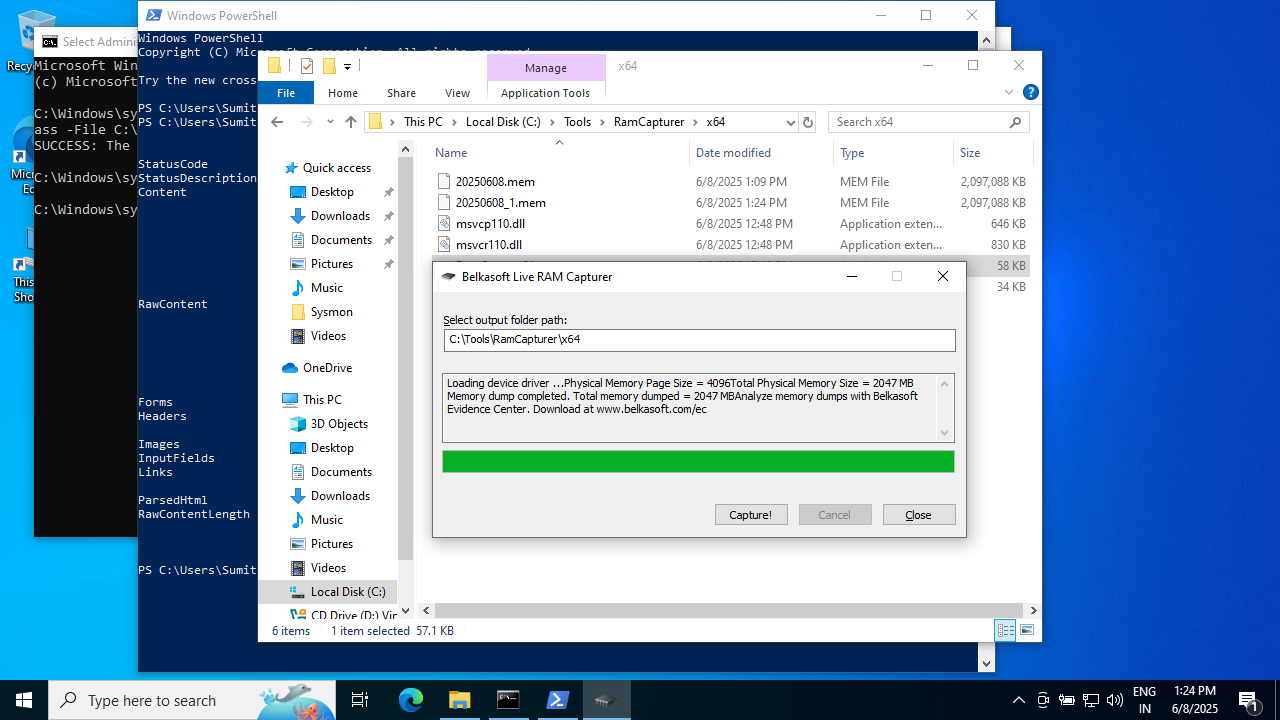 Windows PowerShell
Recyc
Select Adminis
Windows PowerShell
Copyright (C) Microsoft Corporation. All rights reserved.
Try the new cross
PS C:\Users\Sumit
PS C:\Users\Sumit
StatusCode
StatusDescription
Content
RawContent
Forms
Headers
Images
InputFields
Links
ParsedHtml
RawContentLength
PS C:\Users\Sumit
Microsoft Win
(c) Microsoft
C:\Windows\sy
ass -File C:\
SUCCESS: The
C:\Windows\sy
C:\Windows\sy
Micro
Ed
This
Sho
Manage
x64
File
Home
Share
View
Application Tools
This PC
Local Disk (C:)
Tools
RamCapturer
x64
Search x64
Name
Date modified
Type
Size
20250608.mem
6/8/2025 1:09 PM
MEM File
2,097,088 KB
20250608_1.mem
6/8/2025 1:24 PM
MEM File
2,097,088 KB
msvcp110.dll
6/8/2025 12:48 PM
Application exten...
646 KB
msvcr110.dll
6/8/2025 12:48 PM
Application exten...
830 KB
58 KB
34 KB
Quick access
Desktop
Downloads
Documents
Pictures
Music
Sysmon
Videos
OneDrive
This PC
3D Objects
Desktop
Documents
Downloads
Music
Pictures
Videos
Local Disk (C:)
CD Drive (D:) Vir
6 items
1 item selected 57.1 KB
Belkasoft Live RAM Capturer
Select output folder path:
C:\Tools\RamCapturer\x64
Loading device driver ...Physical Memory Page Size = 4096Total Physical Memory Size = 2047 MB
Memory dump completed. Total memory dumped = 2047 MBAnalyze memory dumps with Belkasoft
Evidence Center. Download at www.belkasoft.com/ec
Capture!
Cancel
Close
Type here to search
ENG
IN
1:24 PM
6/8/2025
1